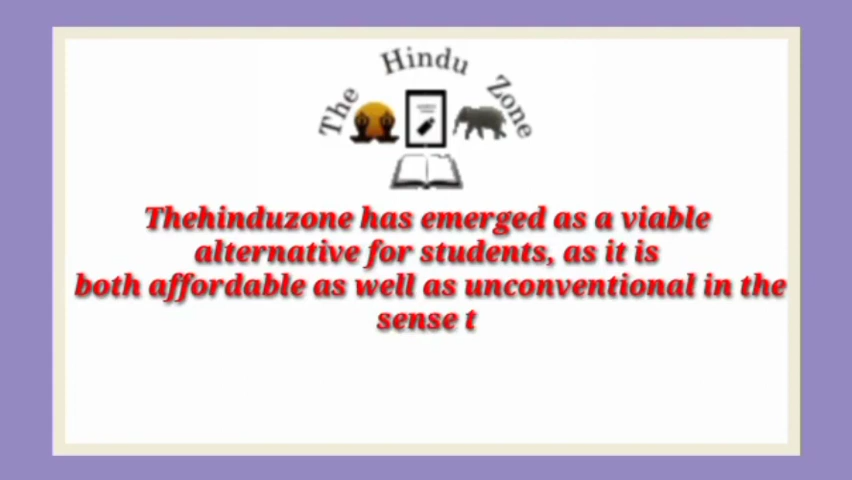 The Hindu Zone
Thehinduzone has emerged as a viable
alternative for students, as it is
both affordable as well as unconventional in the
sense t